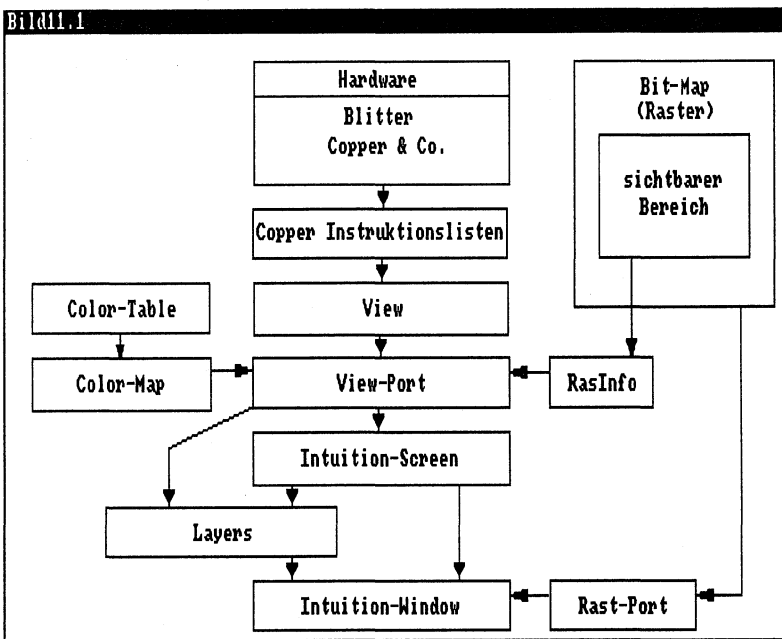 Bild11.1
Hardware
Blitter
Copper & Co.
Bit-Map
(Raster)
sichtbarer
Bereich
Copper Instruktionslisten
View
Color-Table
Color-Map
View-Port
RasInfo
Intuition-Screen
Layers
Intuition-Window
Rast-Port